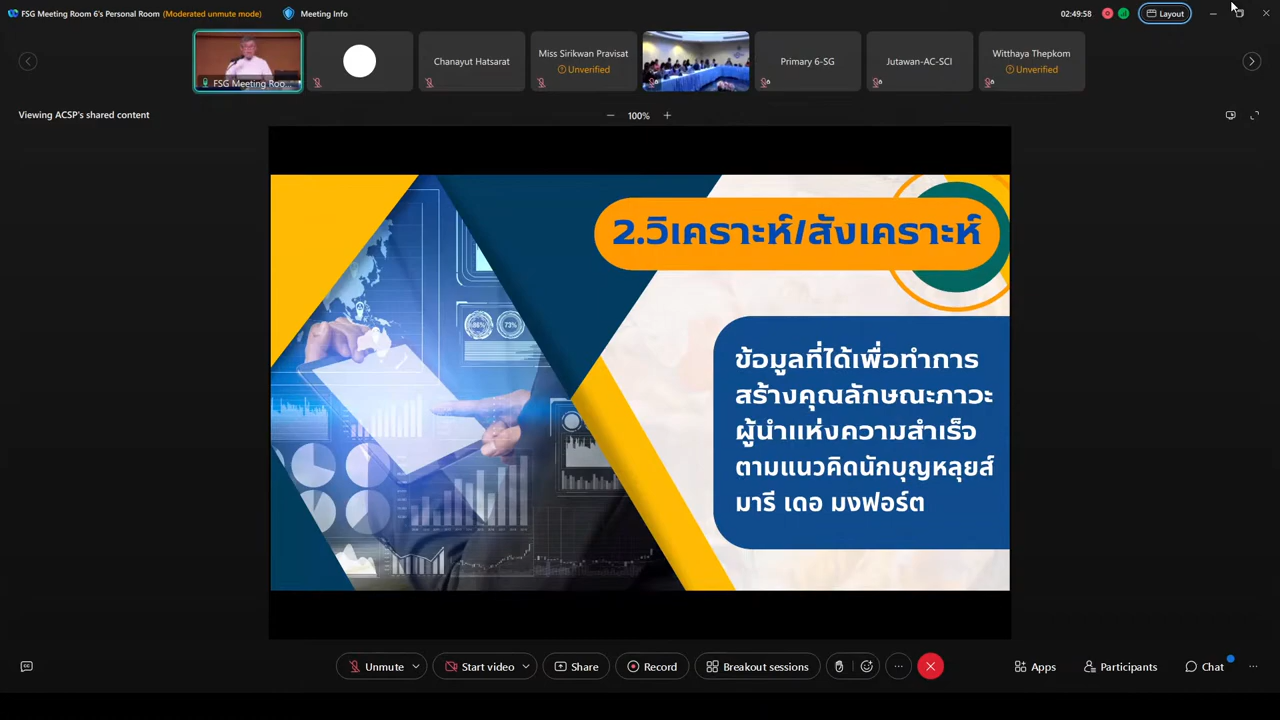 FSG Meeting Room 6's Personal Room (Moderated unmute mode)
Meeting Info
02:49:58
Layout
FSG Meeting Roo...
Chanayut Hatsarat
Miss Sirikwan Pravisat
Unverified
Primary 6-SG
Jutawan-AC-SCI
Witthaya Thepkom
Unverified
Viewing ACSP's shared content
100%
2.วิเคราะห์/สังเคราะห์
86%
73%
ข้อมูลที่ได้เพื่อทำการ
สร้างคุณลักษณะภาวะ
ผู้นำแห่งความสำเร็จ
ตามแนวคิดนักบุญหลุยส์
มารี เดอ มงฟอร์ต
Unmute
Start video
Share
Record
Breakout sessions
Apps
Participants
Chat